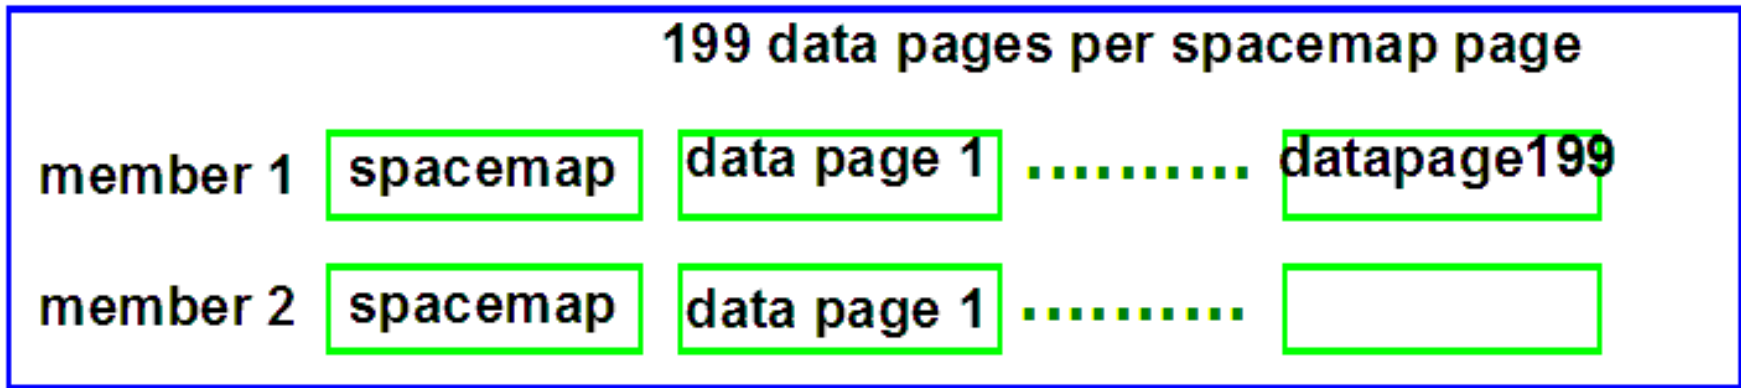 199 data pages per spacemap page
member 1 spacemap data page 1 .......... datapage199
member 2 spacemap data page 1 ..........